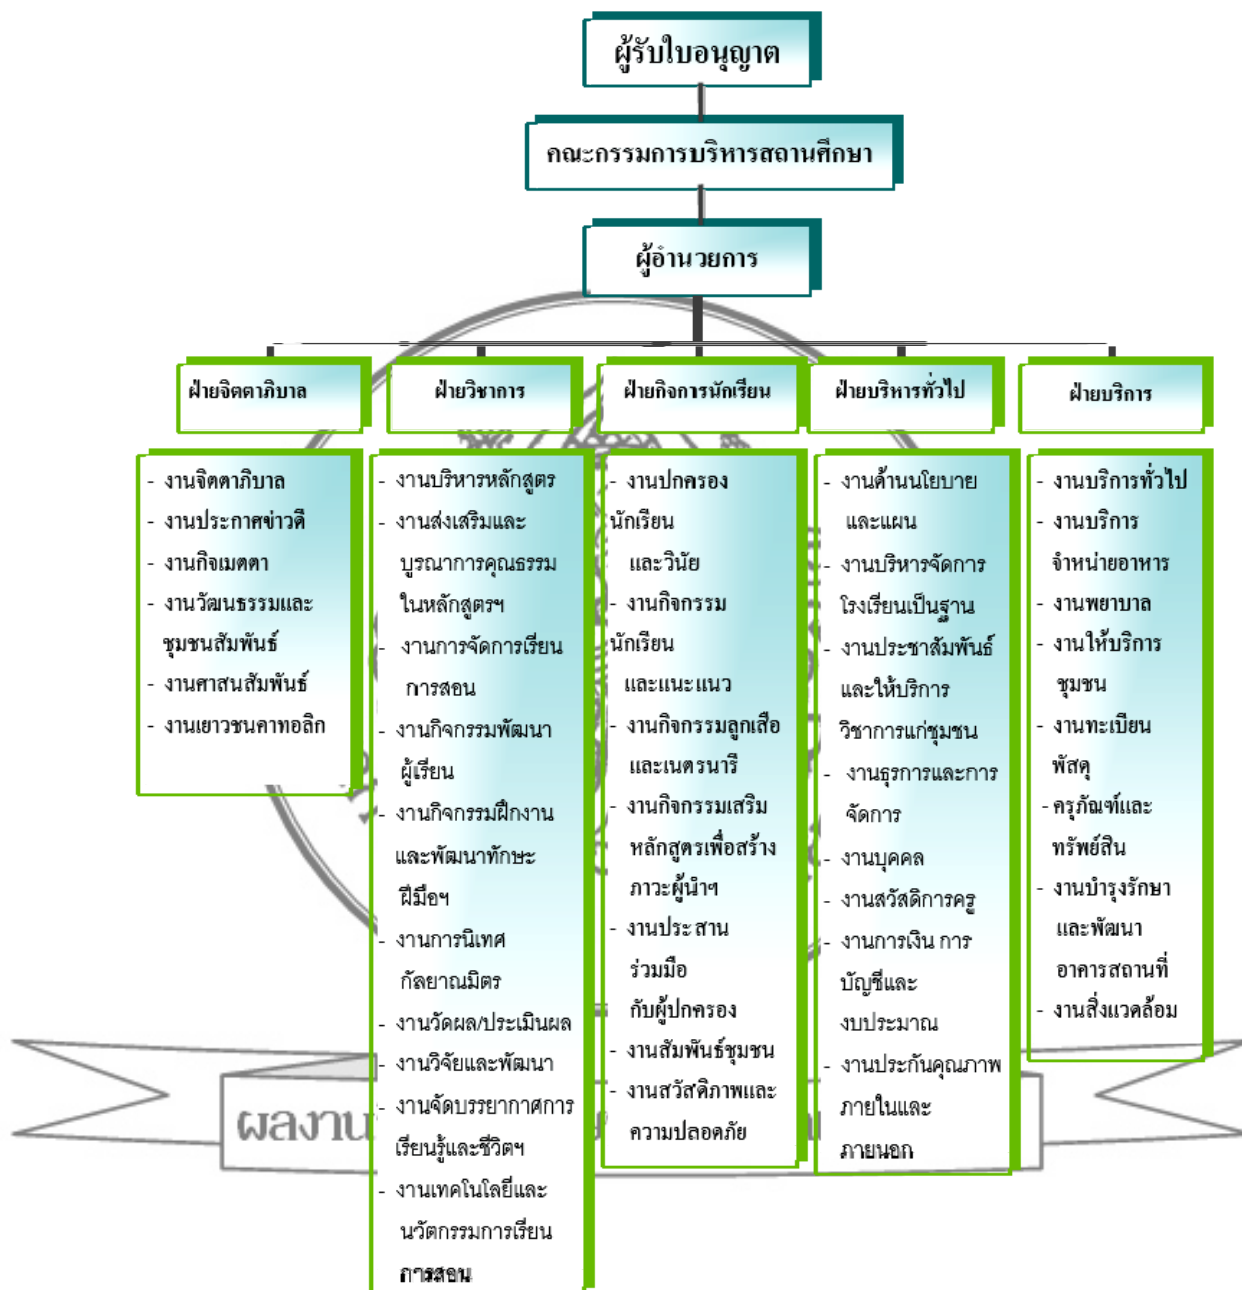 ผู้รับใบอนุญาต
คณะกรรมการบริหารสถานศึกษา
ผู้อำนวยการ
ฝ่ายจิตตาภิบาล
- งานจิตตาภิบาล
- งานประกาศข่าวดี
- งานกิจเมตตา
- งานวัฒนธรรมและ
ชุมชนสัมพันธ์
- งานศาสนสัมพันธ์
- งานเยาวชนคาทอลิก
ฝ่ายวิชาการ
- งานบริหารหลักสูตร
- งานส่งเสริมและ
บูรณาการคุณธรรม
ในหลักสูตรฯ
- งานการจัดการเรียน
การสอน
- งานกิจกรรมพัฒนา
ผู้เรียน
- งานกิจกรรมฝึกงาน
และพัฒนาทักษะ
ฝีมือฯ
- งานการนิเทศ
กัลยาณมิตร
- งานวัดผล/ประเมินผล
- งานวิจัยและพัฒนา
- งานจัดบรรยากาศการ
เรียนรู้และชีวิตฯ
- งานเทคโนโลยีและ
นวัตกรรมการเรียน
การสอน
ฝ่ายกิจการนักเรียน
- งานปกครอง
นักเรียน
และวินัย
- งานกิจกรรม
นักเรียน
และแนะแนว
- งานกิจกรรมลูกเสือ
และเนตรนารี
- งานกิจกรรมเสริม
หลักสูตรเพื่อสร้าง
ภาวะผู้นำฯ
- งานประสาน
ร่วมมือ
กับผู้ปกครอง
- งานสัมพันธ์ชุมชน
- งานสวัสดิภาพและ
ความปลอดภัย
ฝ่ายบริหารทั่วไป
- งานด้านนโยบาย
และแผน
- งานบริหารจัดการ
โรงเรียนเป็นฐาน
- งานประชาสัมพันธ์
และให้บริการ
วิชาการแก่ชุมชน
- งานธุรการและการ
จัดการ
- งานบุคคล
- งานสวัสดิการครู
- งานการเงิน การ
บัญชีและ
งบประมาณ
- งานประกันคุณภาพ
ภายในและ
ภายนอก
ฝ่ายบริการ
- งานบริการทั่วไป
- งานบริการ
จำหน่ายอาหาร
- งานพยาบาล
- งานให้บริการ
ชุมชน
- งานทะเบียน
พัสดุ
- ครุภัณฑ์และ
ทรัพย์สิน
- งานบำรุงรักษา
และพัฒนา
อาคารสถานที่
- งานสิ่งแวดล้อม
ผลงาน